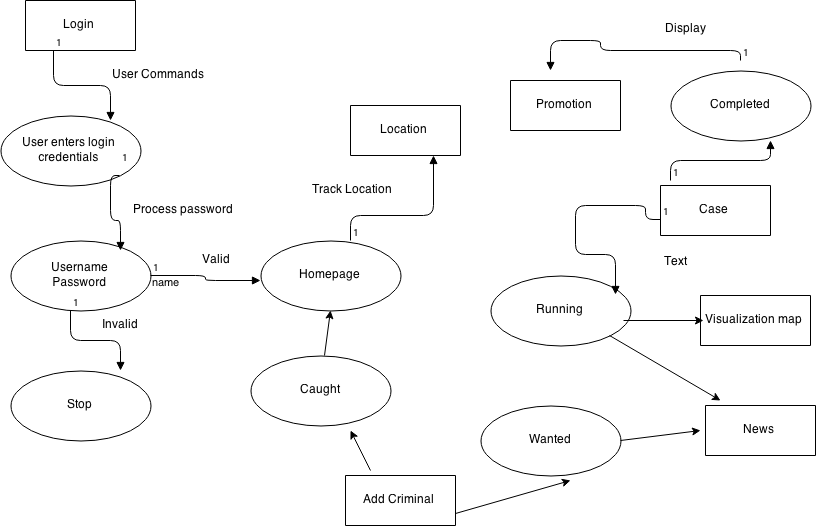 Login
1
User Commands
User enters login
credentials
1
Process password
Username
Password
1
1
name
Valid
Invalid
Stop
Location
Track Location
1
Homepage
Caught
Add Criminal
Display
1
Promotion
Completed
1
Case
1
Text
Running
Visualization map
Wanted
News